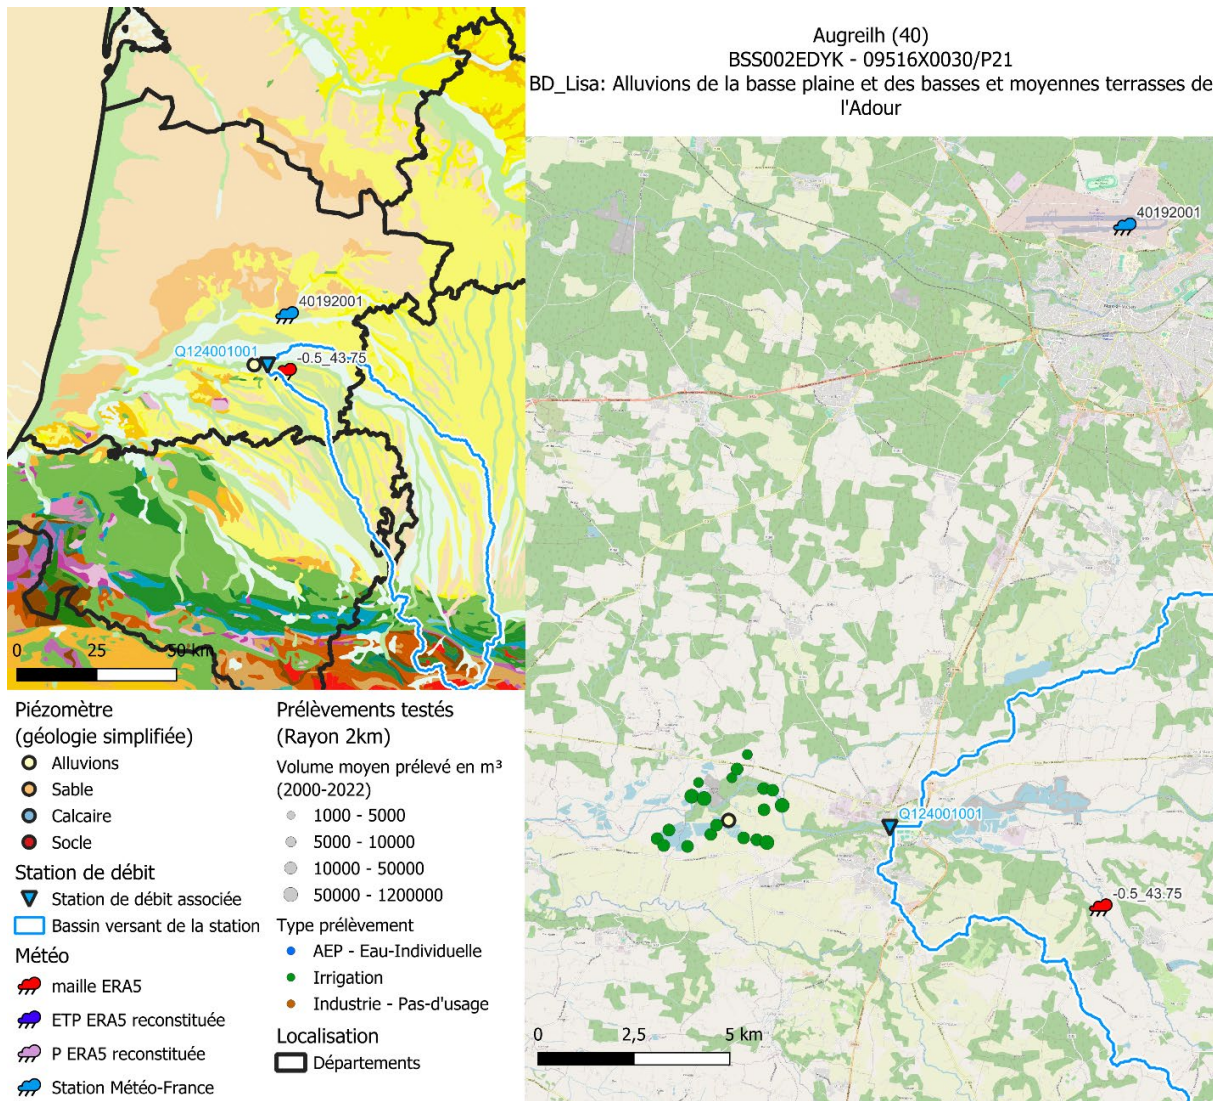 Augreilh (40)
BSS002EDYK - 09516X0030/P21
BD_Lisa: Alluvions de la basse plaine et des basses et moyennes terrasses de
l'Adour
40192001
Q124001001
-0.5_43.75
0 25 50 km
40192001
Q124001001
-0.5_43.75
0 2,5 5 km
Piézomètre
(géologie simplifiée)
Alluvions
Sable
Calcaire
Socle
Station de débit
Station de débit associée
Bassin versant de la station
Météo
maille ERA5
ETP ERA5 reconstituée
P ERA5 reconstituée
Station Météo-France
Prélèvements testés
(Rayon 2km)
Volume moyen prélevé en m³
(2000-2022)
1000 - 5000
5000 - 10000
10000 - 50000
50000 - 1200000
Type prélèvement
AEP - Eau-Individuelle
Irrigation
Industrie - Pas-d'usage
Localisation
Départements